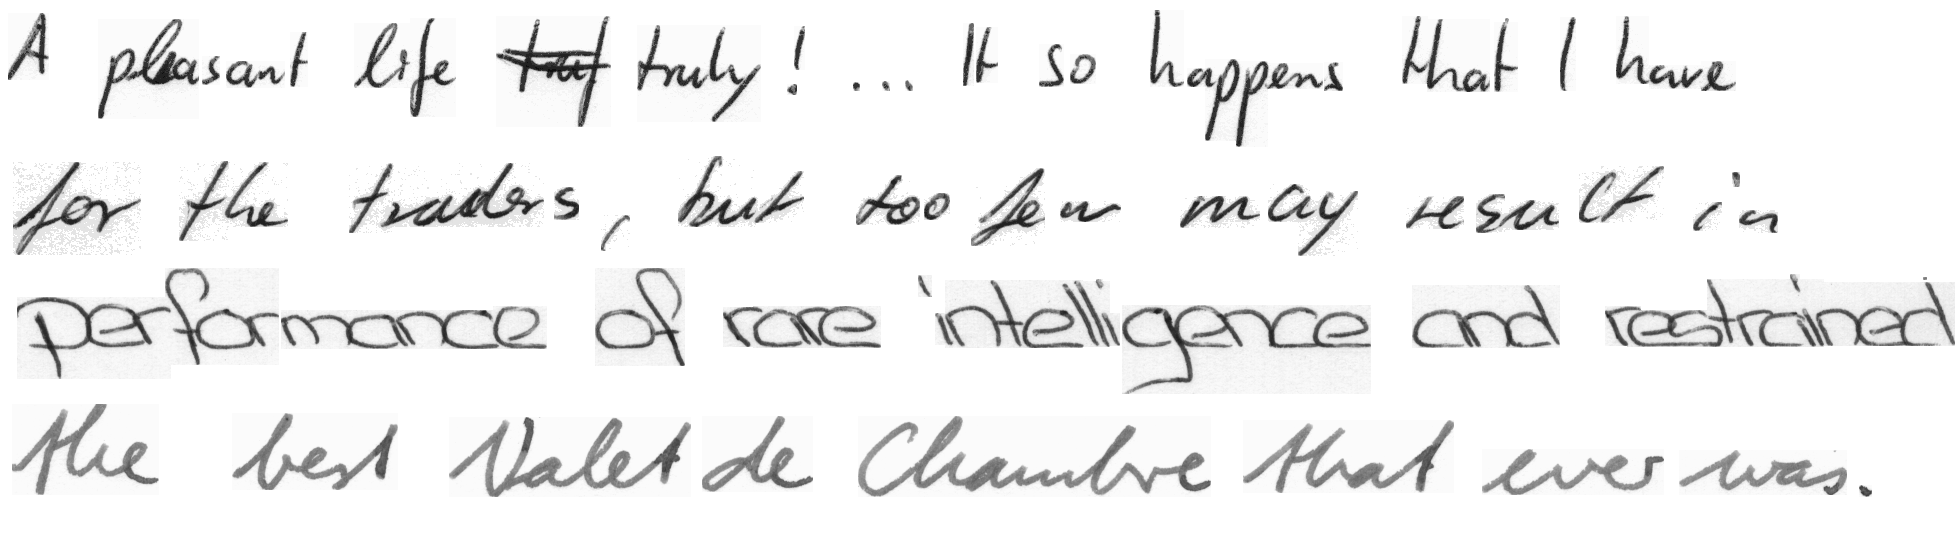 A pleasant life truly! ... It so happens that I have
for the traders, but too few may result in
performance of rare intelligence and restrained
the best Valet de Chambre that ever was.